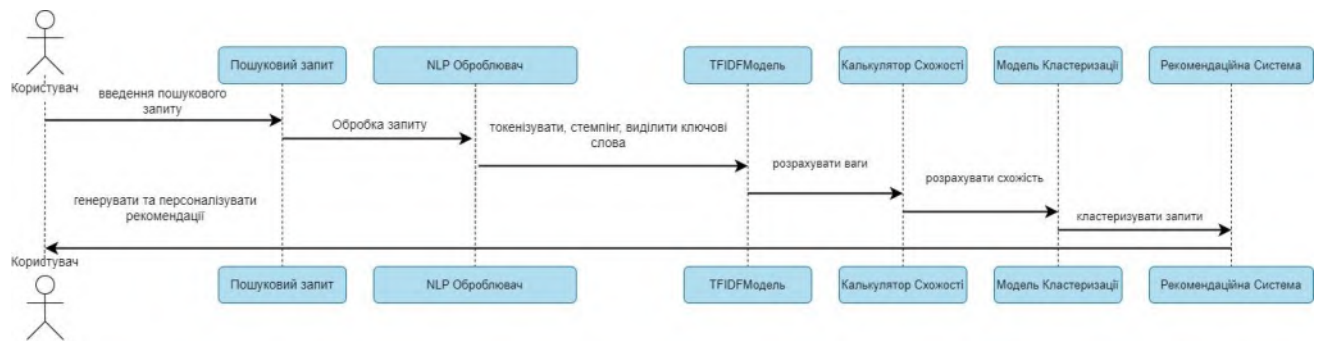 Пошуковий запит
NLP Оброблювач
TFIDFМодель
Калькулятор Схожості
Модель Кластеризації
Рекомендаційна Система
Користувач
введення пошукового
запиту
Обробка запиту
токенізувати, стемпінг, виділити ключові
слова
розрахувати ваги
розрахувати схожість
генерувати та персоналізувати
рекомендації
кластеризувати запити
Користувач
Пошуковий запит
NLP Оброблювач
TFIDFМодель
Калькулятор Схожості
Модель Кластеризації
Рекомендаційна Система